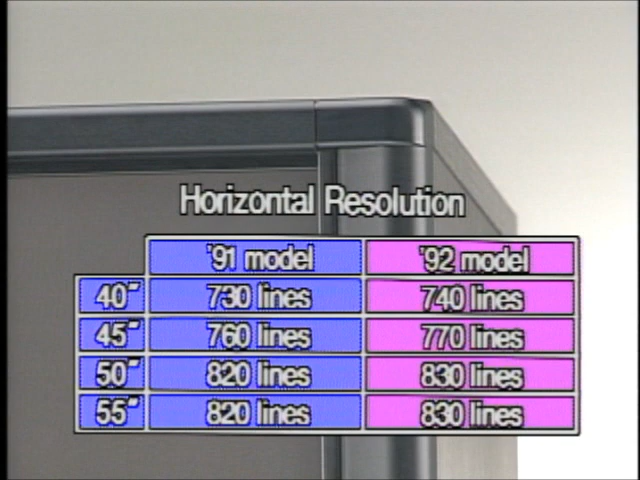 Horizontal Resolution
'91 model '92 model
40" 730 lines 740 lines
45" 760 lines 770 lines
50" 820 lines 830 lines
55" 820 lines 830 lines